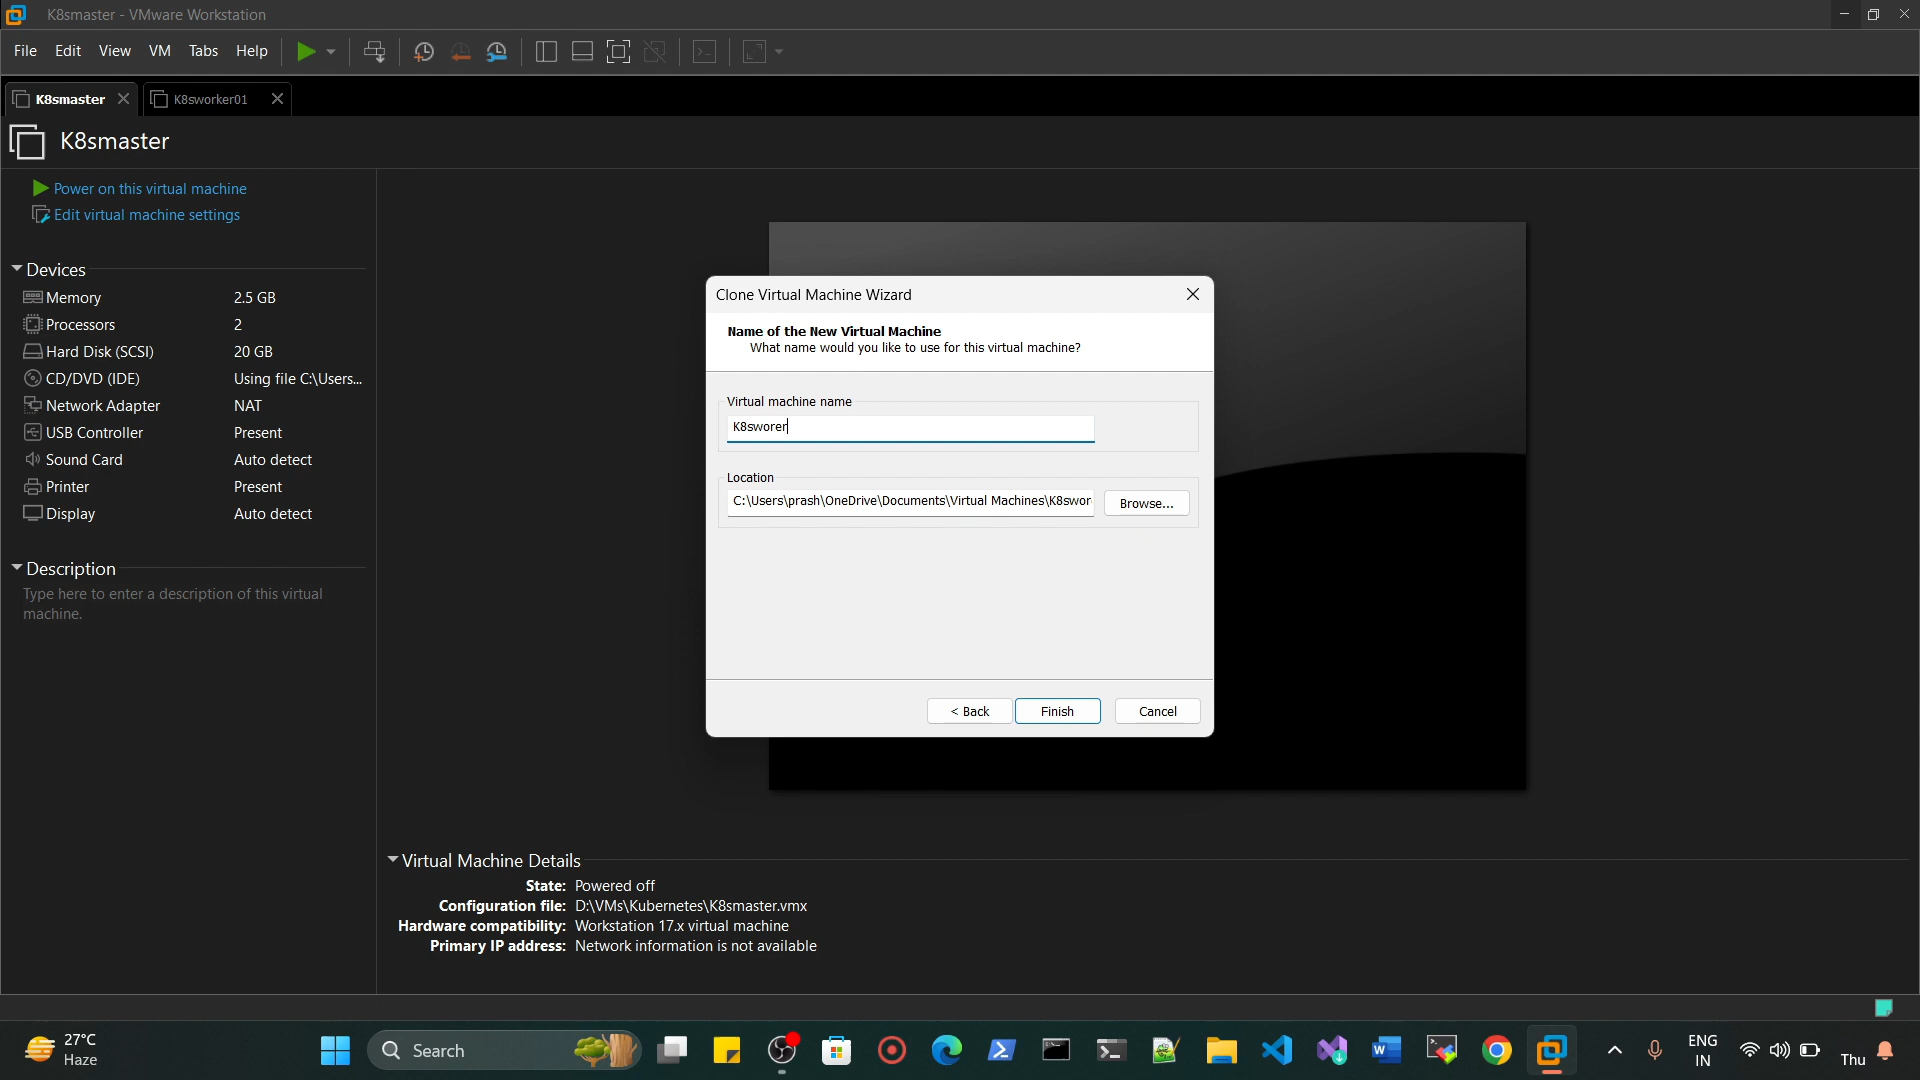 K8smaster - VMware Workstation
File Edit View VM Tabs Help
K8smaster K8sworker01
K8smaster
Power on this virtual machine
Edit virtual machine settings
Devices
Memory 2.5 GB
Processors 2
Hard Disk (SCSI) 20 GB
CD/DVD (IDE) Using file C:\Users...
Network Adapter NAT
USB Controller Present
Sound Card Auto detect
Printer Present
Display Auto detect
Description
Type here to enter a description of this virtual
machine.
Clone Virtual Machine Wizard
Name of the New Virtual Machine
What name would you like to use for this virtual machine?
Virtual machine name
K8sworer
Location
C:\Users\prash\OneDrive\Documents\Virtual Machines\K8swor
Browse...
< Back Finish Cancel
Virtual Machine Details
State: Powered off
Configuration file: D:\VMs\Kubernetes\K8smaster.vmx
Hardware compatibility: Workstation 17.x virtual machine
Primary IP address: Network information is not available
27°C
Haze
Search
ENG
IN
Thu